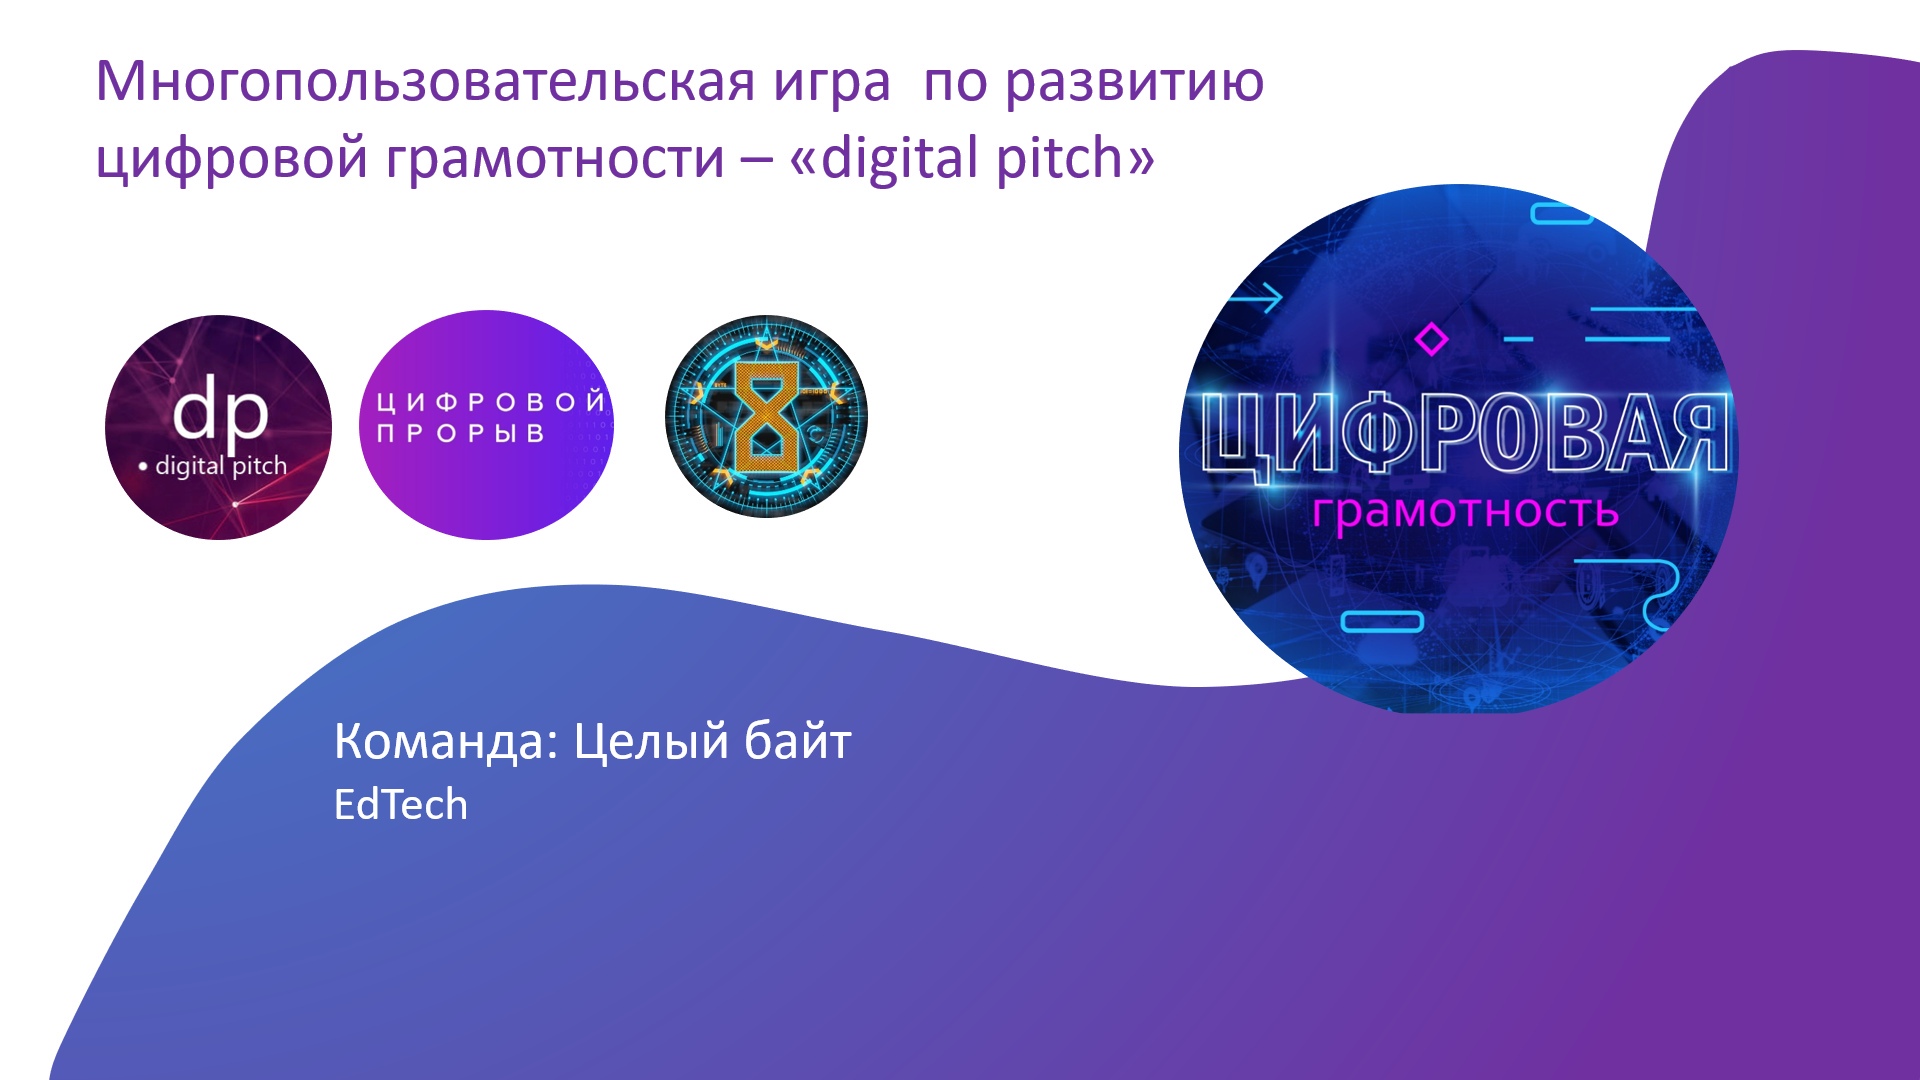 Многопользовательская игра  по развитию
цифровой грамотности – «digital pitch»
dp
• digital pitch
ЦИФРОВОЙ
ПРОРЫВ
8
ЦИФРОВАЯ
грамотность
Команда: Целый байт
EdTech